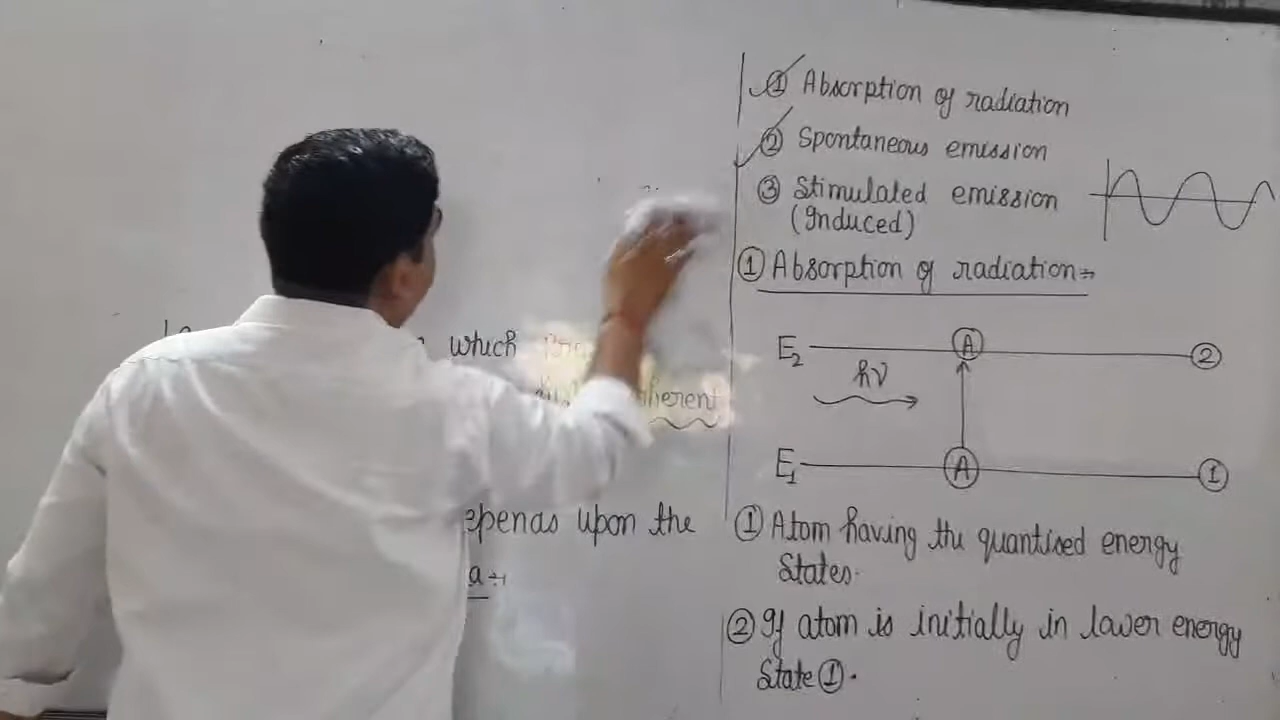 which
herent
epends upon the
a÷
① Absorption of radiation
② Spontaneous emission
③ Stimulated emission
(Induced)
① Absorption of radiation÷
E₂ A ②
hν
E₁ A ①
① Atom having the quantised energy
States.
② If atom is initially in lower energy
State ①.